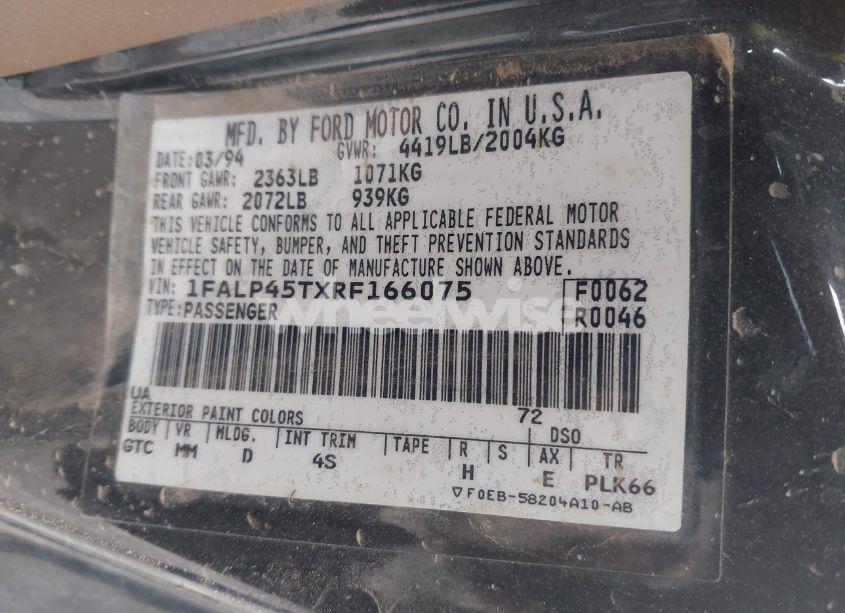 MFD. BY FORD MOTOR CO. IN U.S.A.
DATE: 03/94 GVWR: 4419LB/2004KG
FRONT GAWR: 2363LB 1071KG
REAR GAWR: 2072LB 939KG
THIS VEHICLE CONFORMS TO ALL APPLICABLE FEDERAL MOTOR
VEHICLE SAFETY, BUMPER, AND THEFT PREVENTION STANDARDS
IN EFFECT ON THE DATE OF MANUFACTURE SHOWN ABOVE.
VIN: 1FALP45TXRF166075 F0062
TYPE: PASSENGER R0046
wheelwise
UA
EXTERIOR PAINT COLORS 72 DSO
BODY VR MLDG. INT TRIM TAPE R S AX TR
GTC MM D 4S H E PLK66
▽F0EB-58204A10-AB